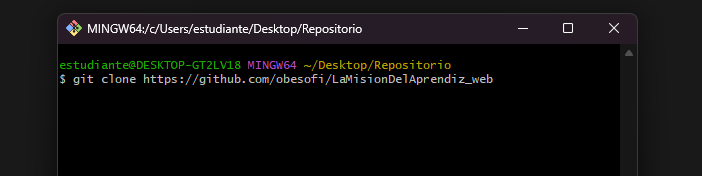 MINGW64:/c/Users/estudiante/Desktop/Repositorio
estudiante@DESKTOP-GT2LV18 MINGW64 ~/Desktop/Repositorio
$ git clone https://github.com/obesofi/LaMisionDelAprendiz_web